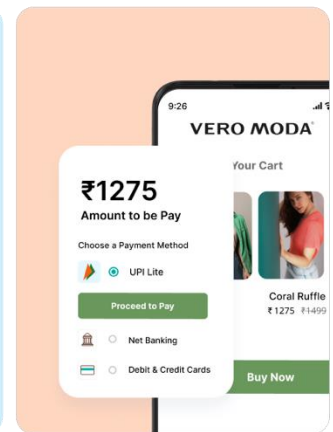 9:26
VERO MODA
Your Cart
₹1275
Amount to be Pay
Choose a Payment Method
UPI Lite
Proceed to Pay
Net Banking
Debit & Credit Cards
Coral Ruffle
₹1275 ₹1499
Buy Now